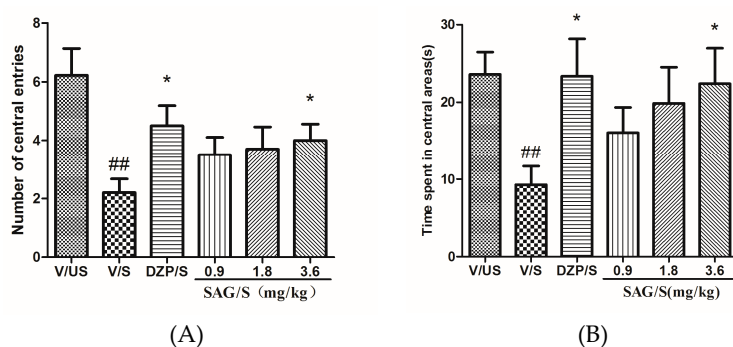 8
6
4
2
0
Number of central entries
##
*
*
V/US V/S DZP/S 0.9 1.8 3.6
SAG/S（mg/kg）
(A)
30
20
10
0
Time spent in central areas(s)
##
*
*
V/US V/S DZP/S 0.9 1.8 3.6
SAG/S(mg/kg)
(B)